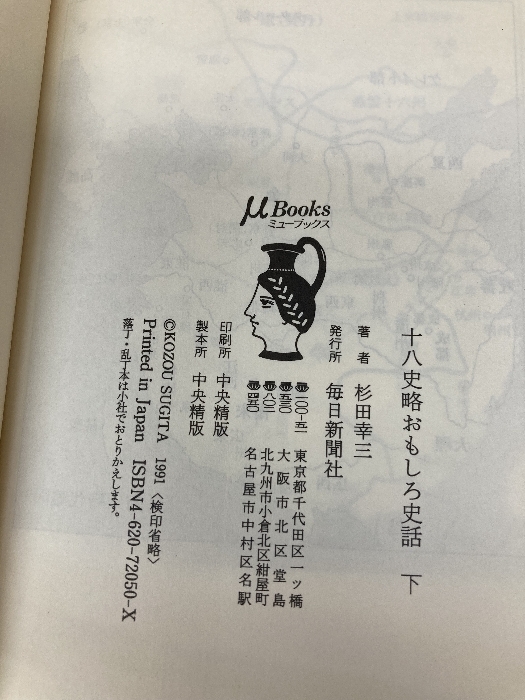 μBooks
ミューブックス
十八史略おもしろ史話 下
著者 杉田幸三
発行所 毎日新聞社
東京都千代田区一ッ橋
大阪市北区堂島
北九州市小倉北区紺屋町
名古屋市中村区名駅
印刷所 中央精版
製本所 中央精版
©KOZOU SUGITA 1991 〈検印省略〉
Printed in Japan ISBN4-620-72050-X
落丁・乱丁本は小社でおとりかえします。